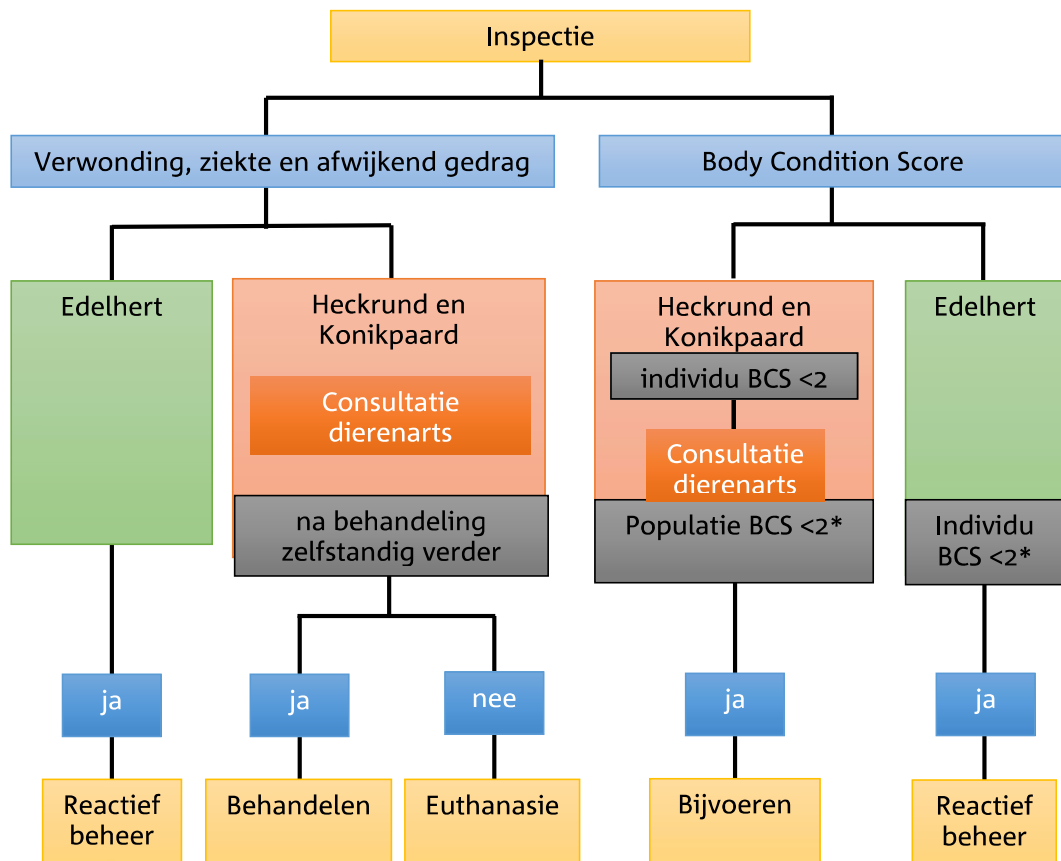 Inspectie
Verwonding, ziekte en afwijkend gedrag
Body Condition Score
Edelhert
Heckrund en
Konikpaard
Consultatie
dierenarts
na behandeling
zelfstandig verder
Heckrund en
Konikpaard
individu BCS <2
Consultatie
dierenarts
Populatie BCS <2*
Edelhert
Individu
BCS <2*
ja
ja
nee
ja
ja
Reactief
beheer
Behandelen
Euthanasie
Bijvoeren
Reactief
beheer